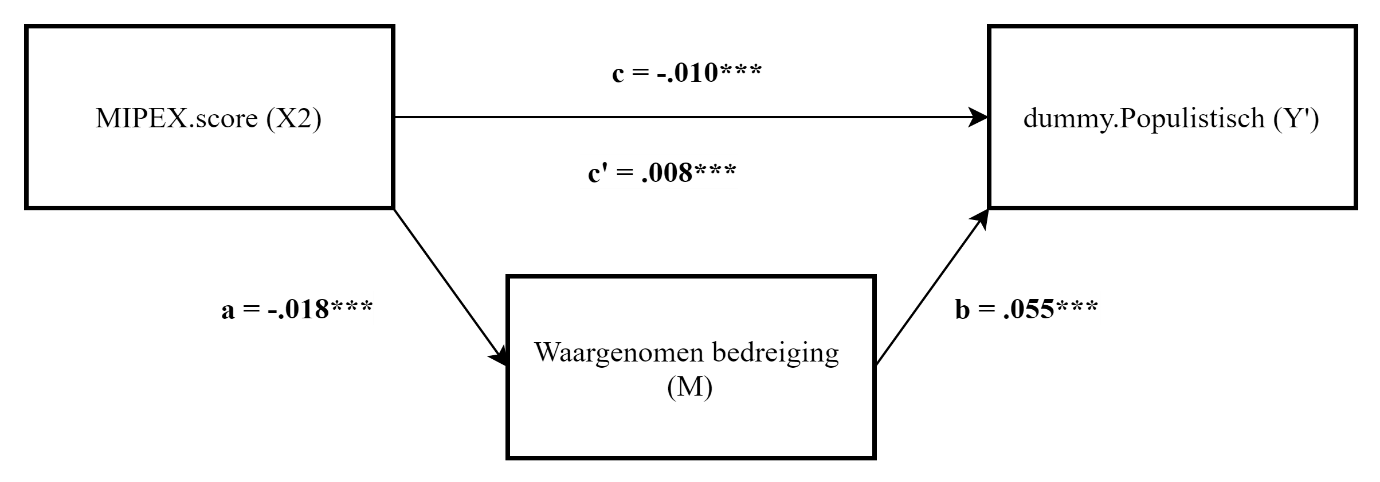 MIPEX.score (X2)
c = -.010***
dummy.Populistisch (Y')
c' = .008***
a = -.018***
b = .055***
Waargenomen bedreiging
(M)